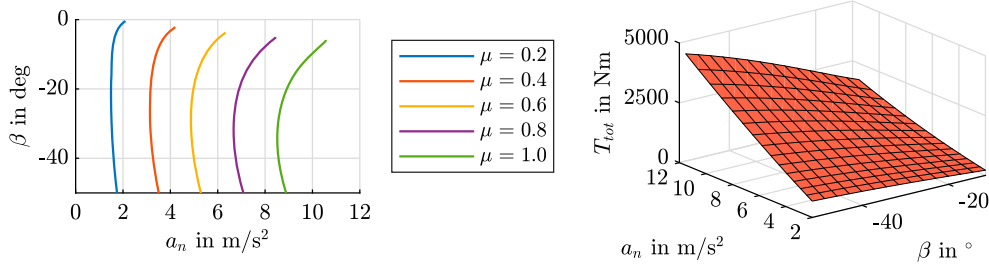 0
-20
-40
β in deg
0 2 4 6 8 10 12
a_n in m/s²
μ = 0.2
μ = 0.4
μ = 0.6
μ = 0.8
μ = 1.0
5000
2500
0
T_tot in Nm
12 10 8 6 4 2
a_n in m/s²
-40 -20
β in °